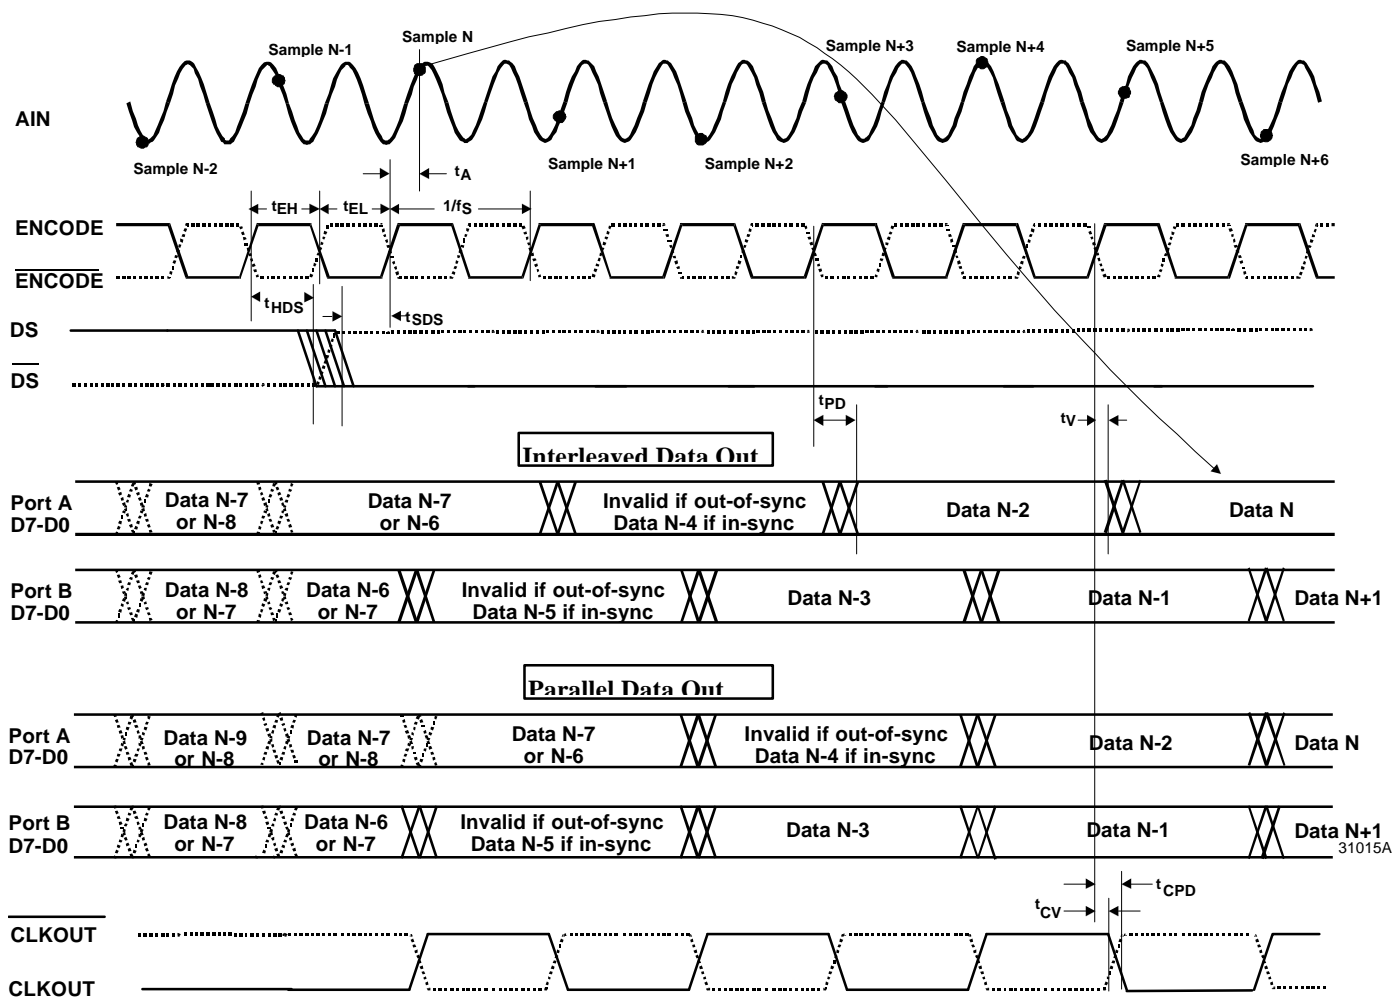 Sample N
Sample N-1
Sample N+3
Sample N+4
Sample N+5
AIN
Sample N-2
Sample N+1
Sample N+2
Sample N+6
tA
tEH
tEL
1/fS
ENCODE
ENCODE
tHDS
tSDS
DS
DS
tPD
tV
Interleaved Data Out
Port A
D7-D0
Data N-7
or N-8
Data N-7
or N-6
Invalid if out-of-sync
Data N-4 if in-sync
Data N-2
Data N
Port B
D7-D0
Data N-8
or N-7
Data N-6
or N-7
Invalid if out-of-sync
Data N-5 if in-sync
Data N-3
Data N-1
Data N+1
Parallel Data Out
Port A
D7-D0
Data N-9
or N-8
Data N-7
or N-8
Data N-7
or N-6
Invalid if out-of-sync
Data N-4 if in-sync
Data N-2
Data N
Port B
D7-D0
Data N-8
or N-7
Data N-6
or N-7
Invalid if out-of-sync
Data N-5 if in-sync
Data N-3
Data N-1
Data N+1
31015A
tCPD
tCV
CLKOUT
CLKOUT